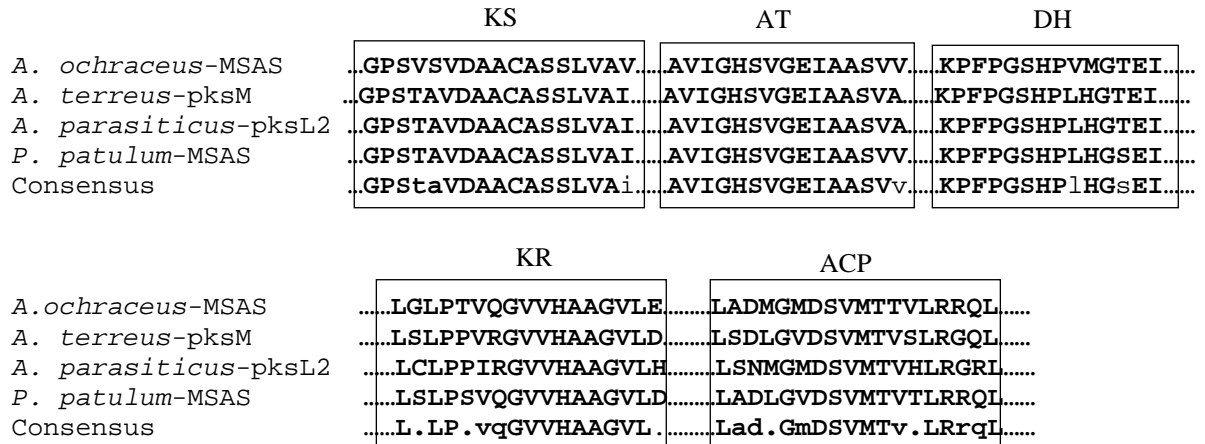 KS AT DH
A. ochraceus-MSAS …GPSVSVDAACASSLVAV……AVIGHSVGEIAASVV……KPFPGSHPVMGTEI……
A. terreus-pksM …GPSTAVDAACASSLVAI……AVIGHSVGEIAASVA……KPFPGSHPLHGTEI……
A. parasiticus-pksL2 …GPSTAVDAACASSLVAI……AVIGHSVGEIAASVA……KPFPGSHPLHGTEI……
P. patulum-MSAS …GPSTAVDAACASSLVAI……AVIGHSVGEIAASVV……KPFPGSHPLHGSEI……
Consensus …GPStaVDAACASSLVAi……AVIGHSVGEIAASVv……KPFPGSHPlHGsEI……
KR ACP
A.ochraceus-MSAS ……LGLPTVQGVVHAAGVLE………LADMGMDSVMTTVLRRQL……
A. terreus-pksM ……LSLPPVRGVVHAAGVLD………LSDLGVDSVMTVSLRGQL……
A. parasiticus-pksL2 ……LCLPPIRGVVHAAGVLH………LSNMGMDSVMTVHLRGRL……
P. patulum-MSAS ……LSLPSVQGVVHAAGVLD………LADLGVDSVMTVTLRRQL……
Consensus ……L.LP.vqGVVHAAGVL.………Lad.GmDSVMTv.LRrqL……